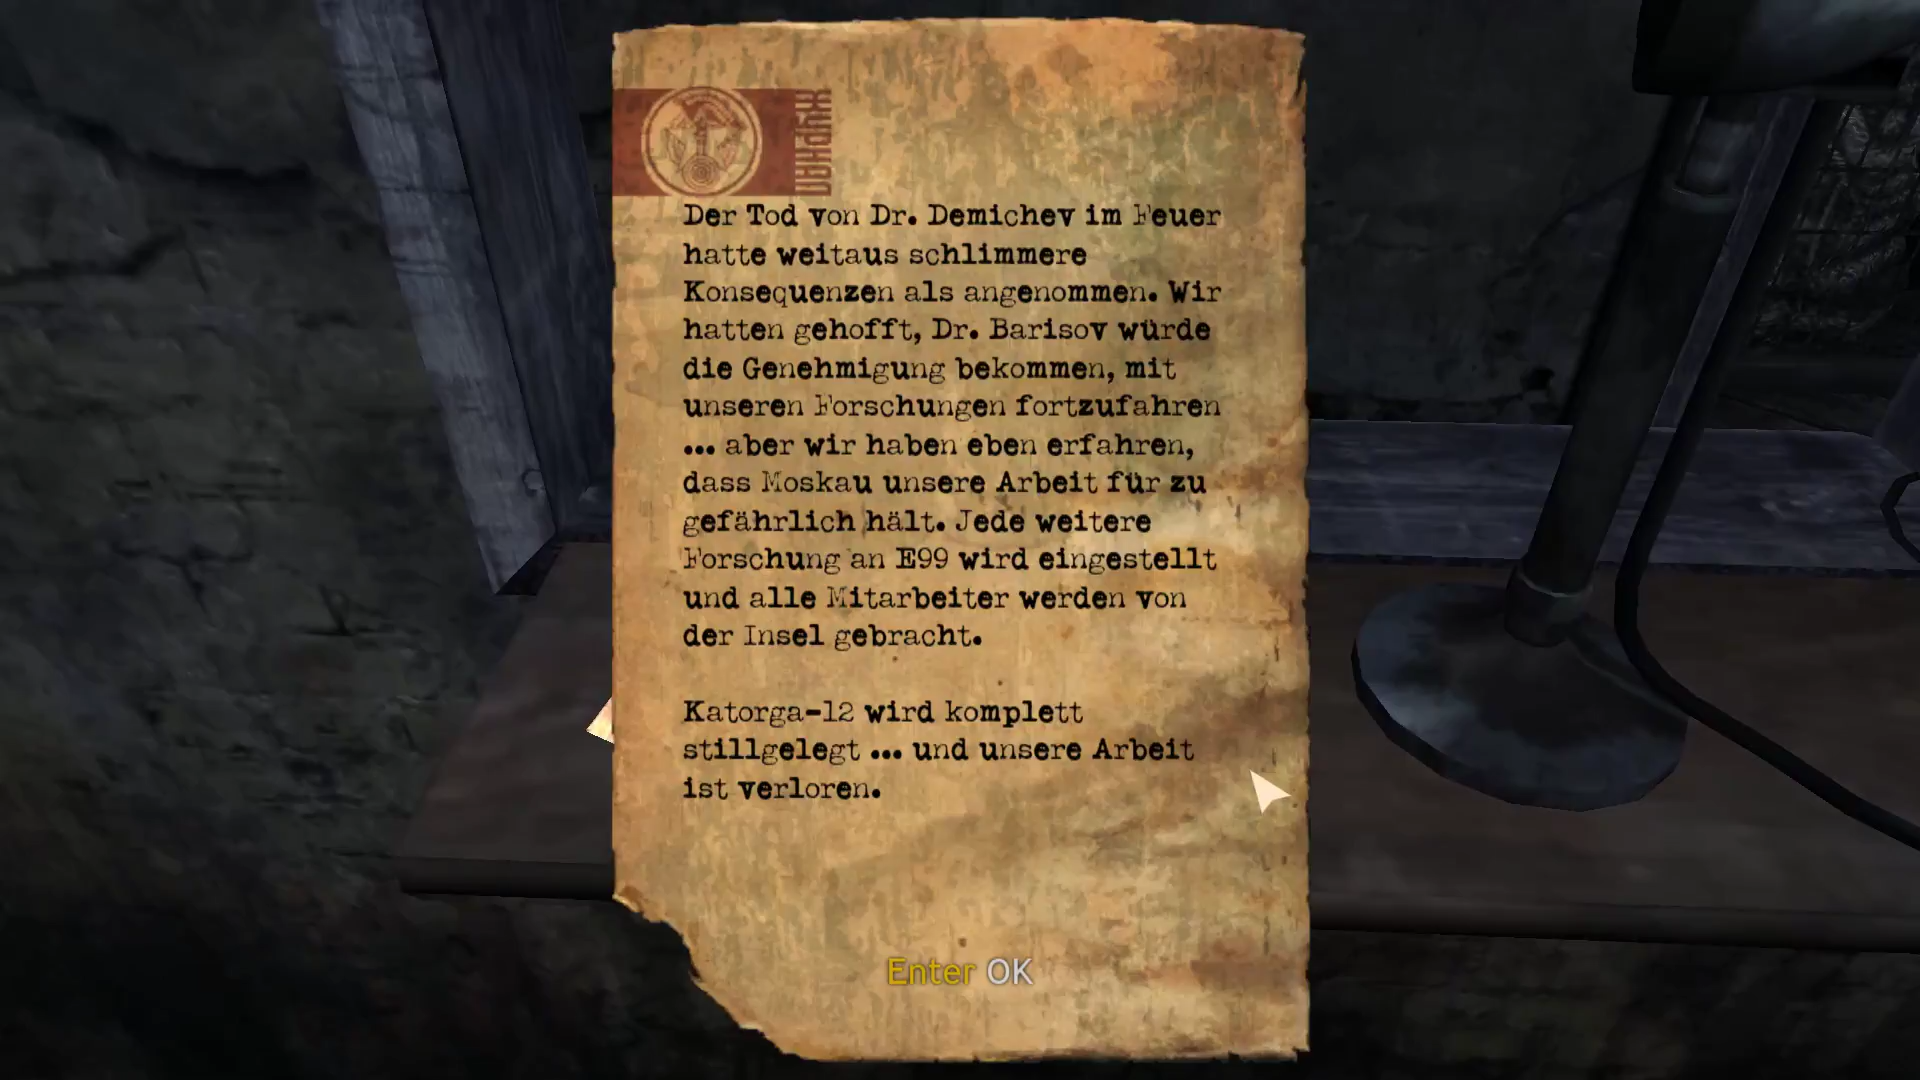 Der Tod von Dr. Demichev im Feuer
hatte weitaus schlimmere
Konsequenzen als angenommen. Wir
hatten gehofft, Dr. Barisov würde
die Genehmigung bekommen, mit
unseren Forschungen fortzufahren
... aber wir haben eben erfahren,
dass Moskau unsere Arbeit für zu
gefährlich hält. Jede weitere
Forschung an E99 wird eingestellt
und alle Mitarbeiter werden von
der Insel gebracht.
Katorga-12 wird komplett
stillgelegt ... und unsere Arbeit
ist verloren.
Enter OK